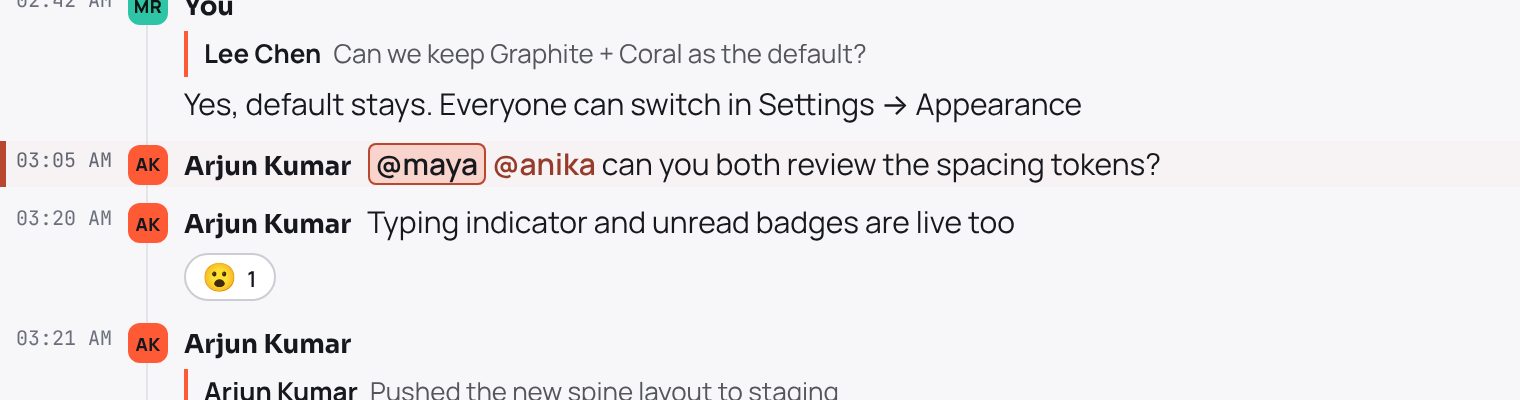 02:42 AM MR You
Lee Chen Can we keep Graphite + Coral as the default?
Yes, default stays. Everyone can switch in Settings → Appearance
03:05 AM AK Arjun Kumar @maya @anika can you both review the spacing tokens?
03:20 AM AK Arjun Kumar Typing indicator and unread badges are live too
😮 1
03:21 AM AK Arjun Kumar
Arjun Kumar Pushed the new spine layout to staging